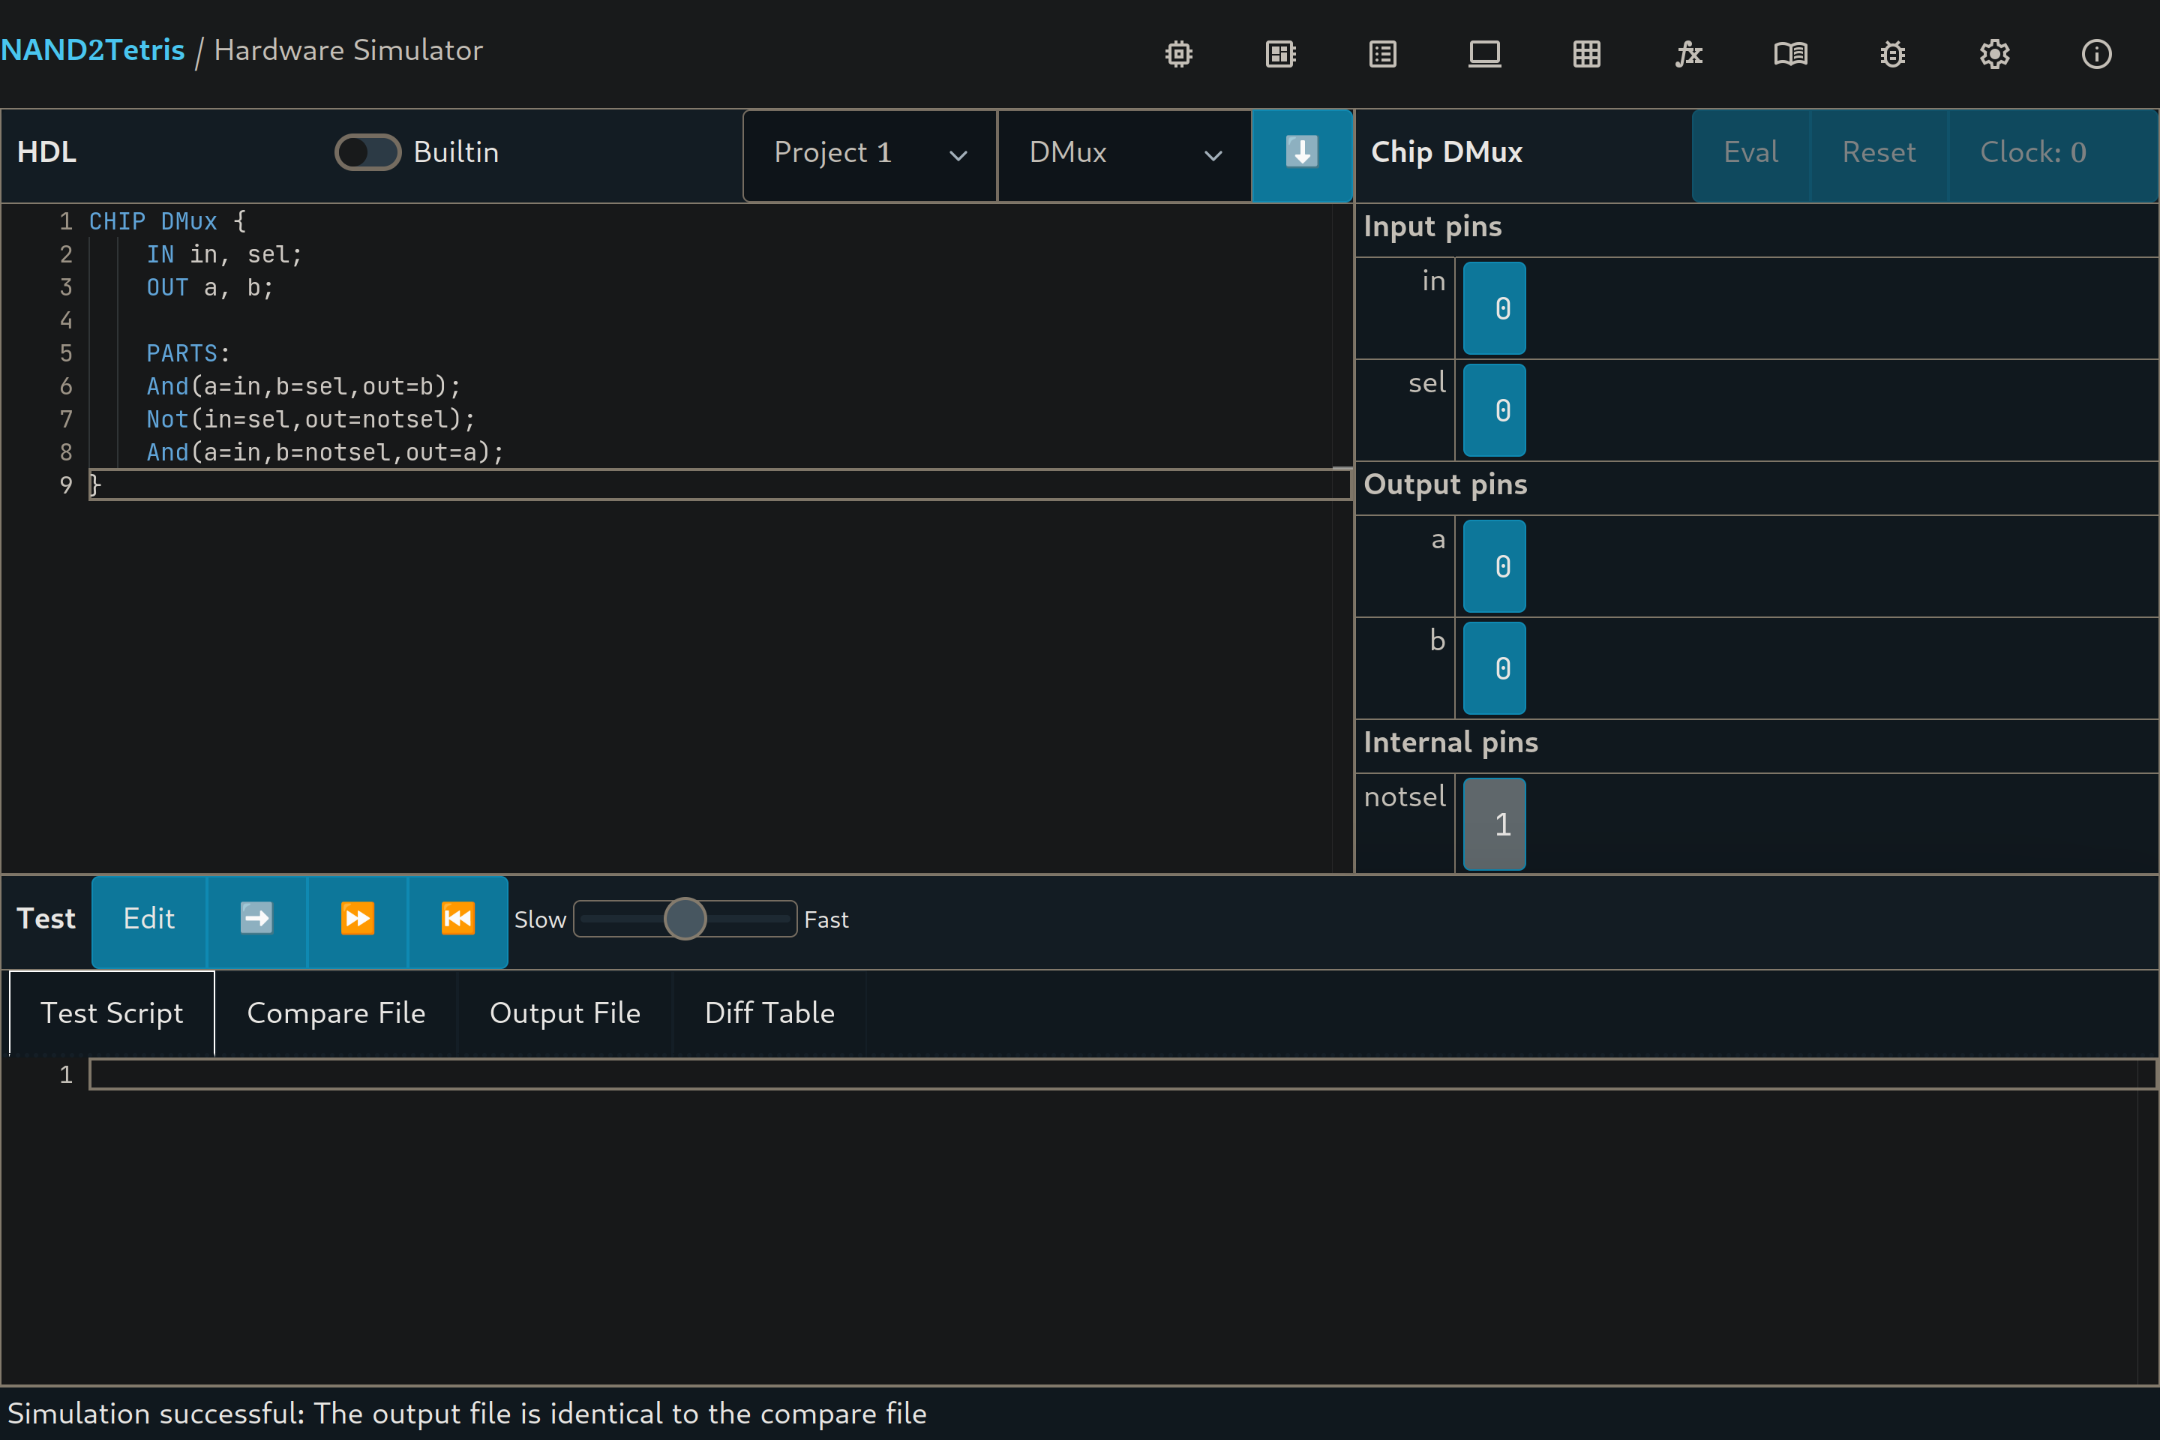 NAND2Tetris / Hardware Simulator
HDL Builtin Project 1 DMux
1 CHIP DMux {
2     IN in, sel;
3     OUT a, b;
4
5     PARTS:
6     And(a=in,b=sel,out=b);
7     Not(in=sel,out=notsel);
8     And(a=in,b=notsel,out=a);
9 }
Chip DMux Eval Reset Clock: 0
Input pins
in 0
sel 0
Output pins
a 0
b 0
Internal pins
notsel 1
Test Edit Slow Fast
Test Script Compare File Output File Diff Table
1
Simulation successful: The output file is identical to the compare file